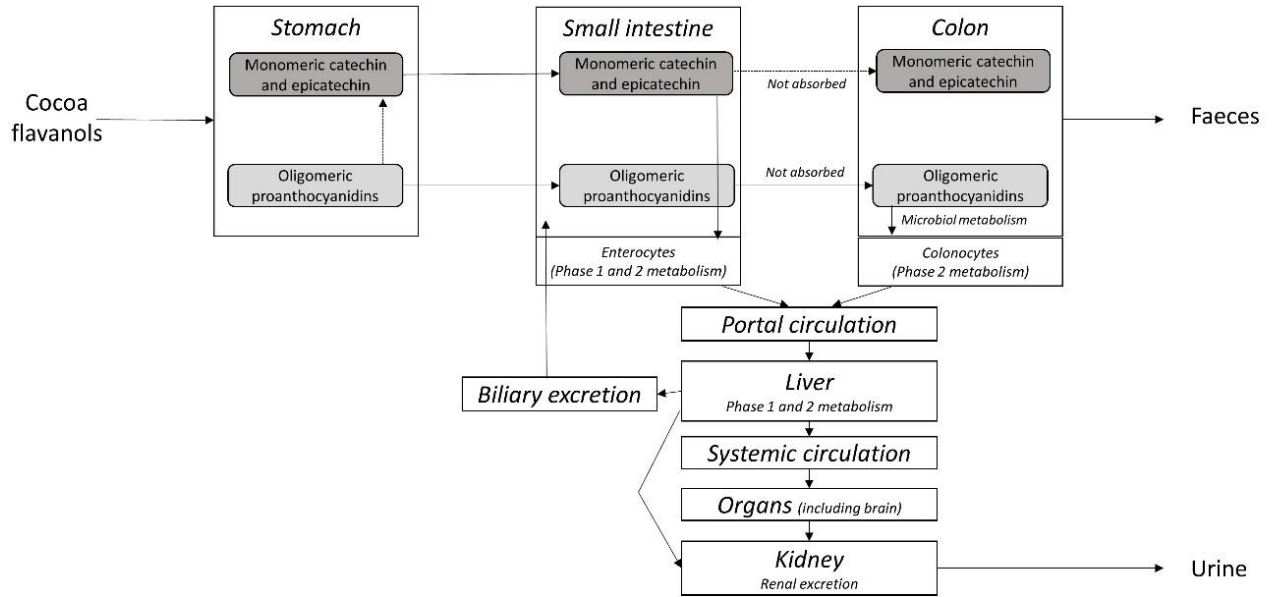 Stomach
Monomeric catechin
and epicatechin
Oligomeric
proanthocyanidins
Cocoa
flavanols
Small intestine
Monomeric catechin
and epicatechin
Oligomeric
proanthocyanidins
Enterocytes
(Phase 1 and 2 metabolism)
Not absorbed
Not absorbed
Colon
Monomeric catechin
and epicatechin
Oligomeric
proanthocyanidins
Microbiol metabolism
Colonocytes
(Phase 2 metabolism)
Faeces
Portal circulation
Liver
Phase 1 and 2 metabolism
Biliary excretion
Systemic circulation
Organs (including brain)
Kidney
Renal excretion
Urine